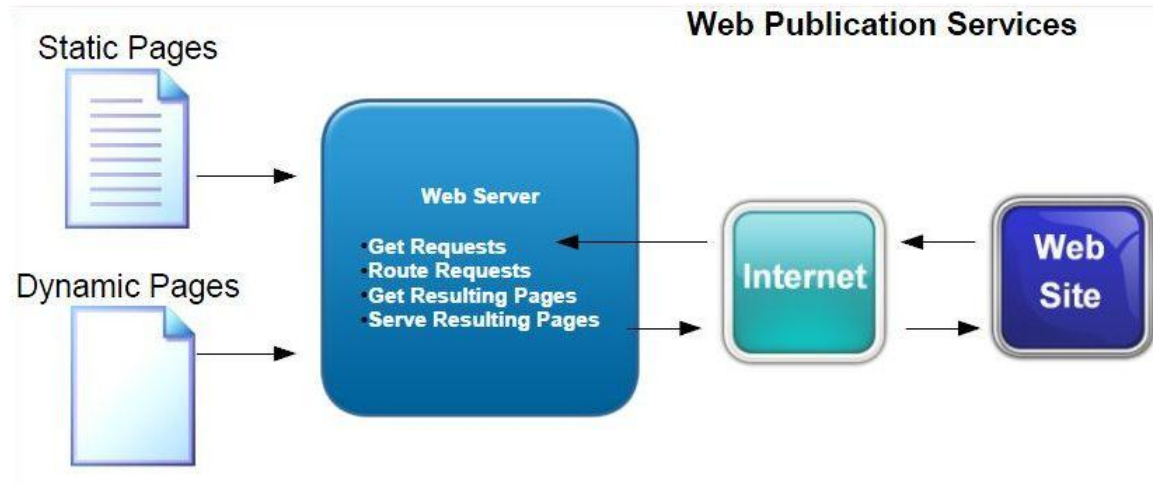 Web Publication Services
Static Pages
Dynamic Pages
Web Server
•Get Requests
•Route Requests
•Get Resulting Pages
•Serve Resulting Pages
Internet
Web
Site